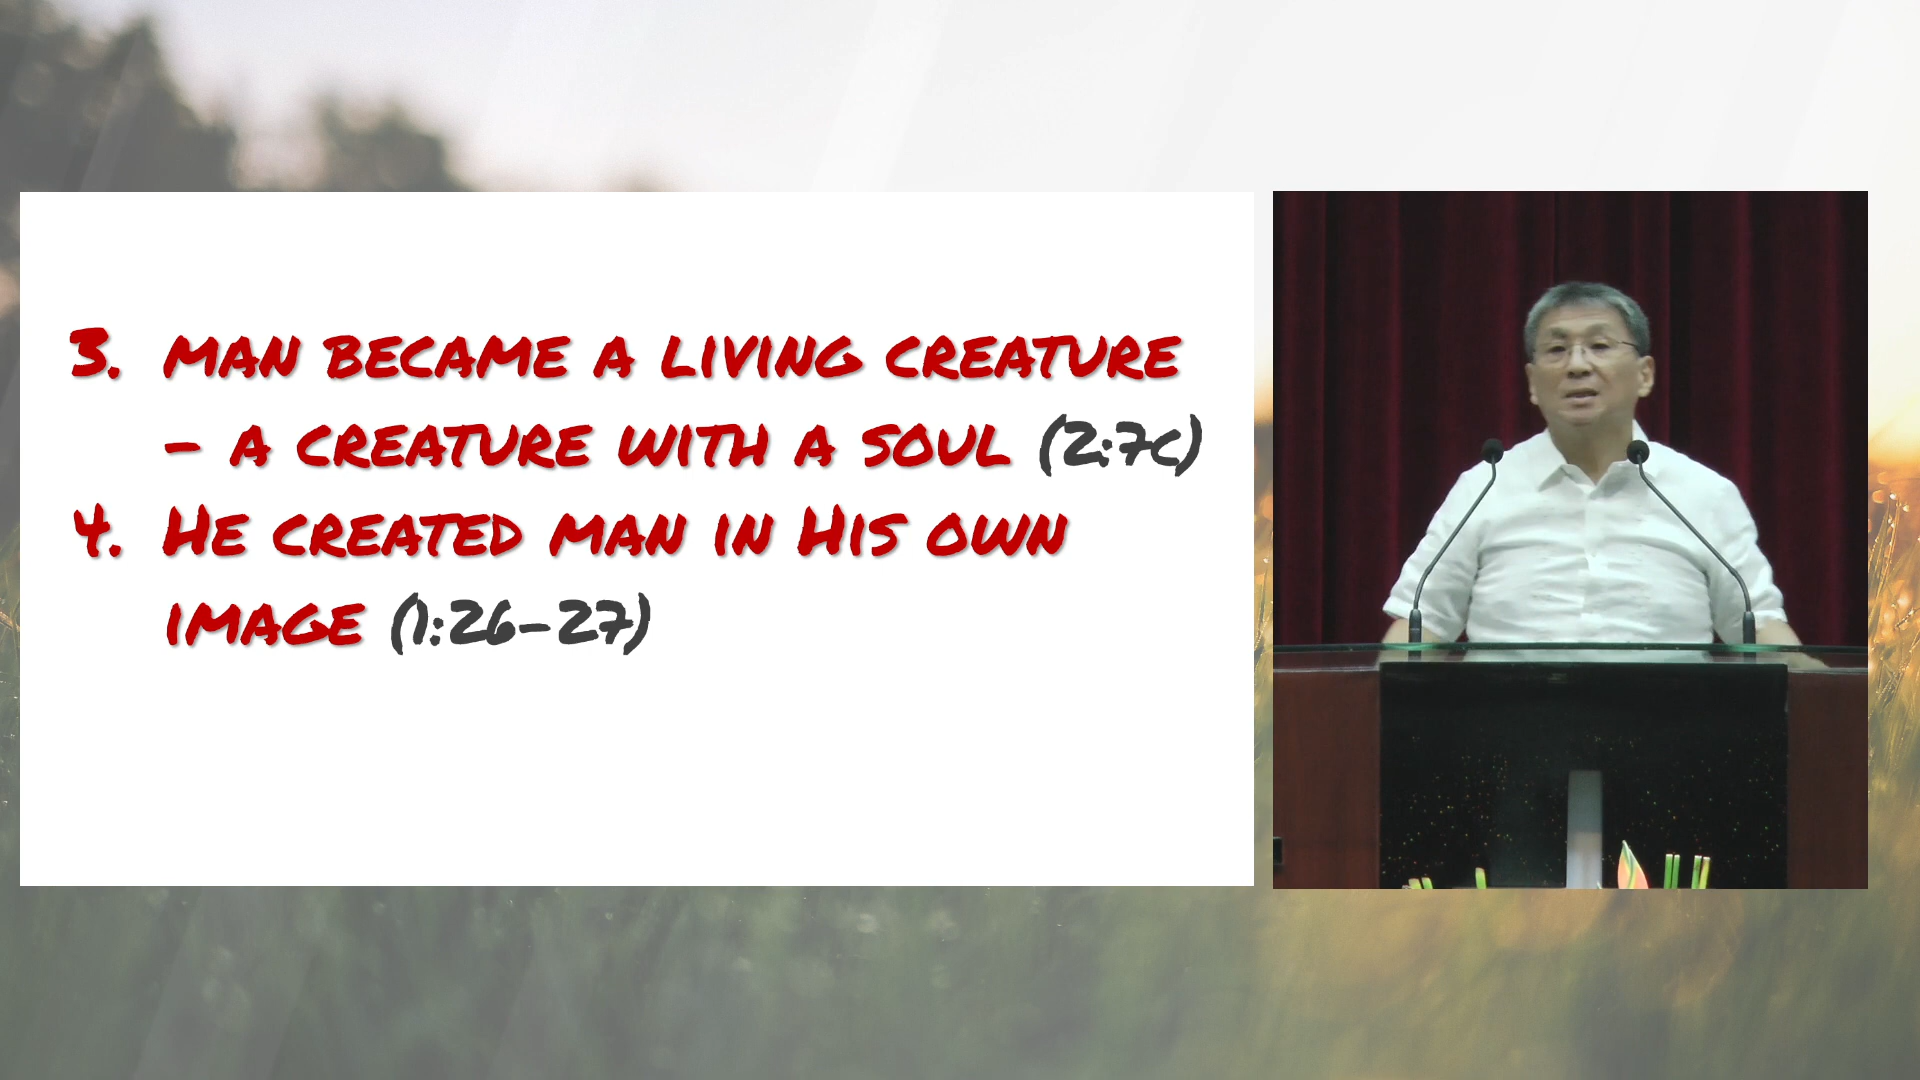 3. man became a living creature
– a creature with a soul (2:7c)
4. He created man in His own
image (1:26-27)